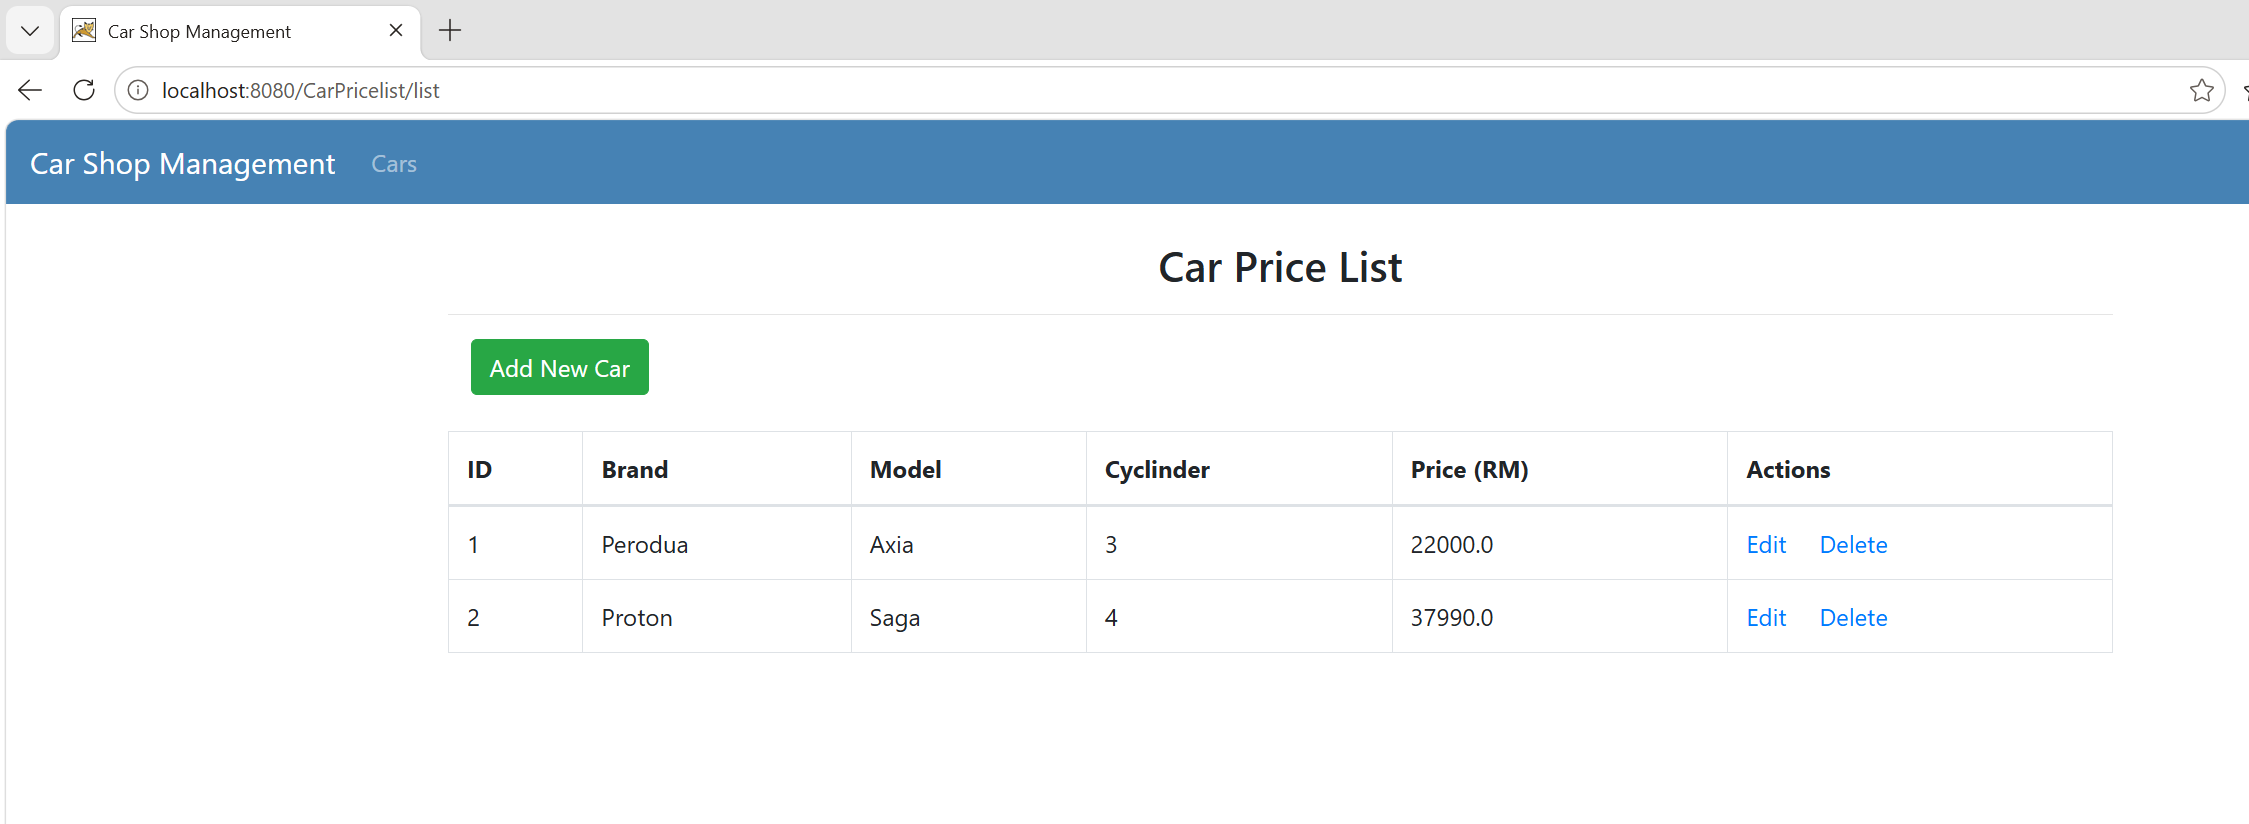 Car Shop Management
localhost:8080/CarPricelist/list
Car Shop Management Cars
Car Price List
Add New Car
ID Brand Model Cyclinder Price (RM) Actions
1 Perodua Axia 3 22000.0 Edit Delete
2 Proton Saga 4 37990.0 Edit Delete